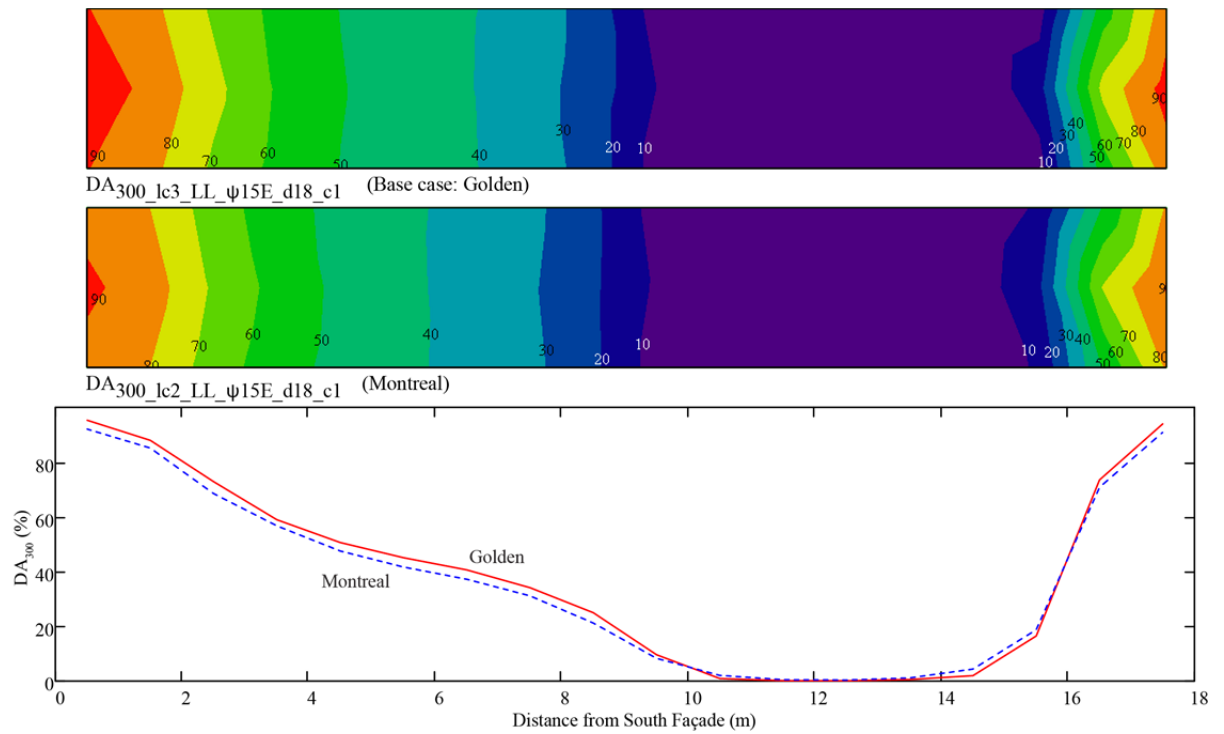 90 80 70 60 50 40 30 20 10 10 20 30 40 50 60 70 80 90
DA300_lc3_LL_ψ15E_d18_c1 (Base case: Golden)
90 80 70 60 50 40 30 20 10 10 20 30 40 50 60 70 80 90
DA300_lc2_LL_ψ15E_d18_c1 (Montreal)
80
60
40
20
0
DA300 (%)
Golden
Montreal
0 2 4 6 8 10 12 14 16 18
Distance from South Façade (m)